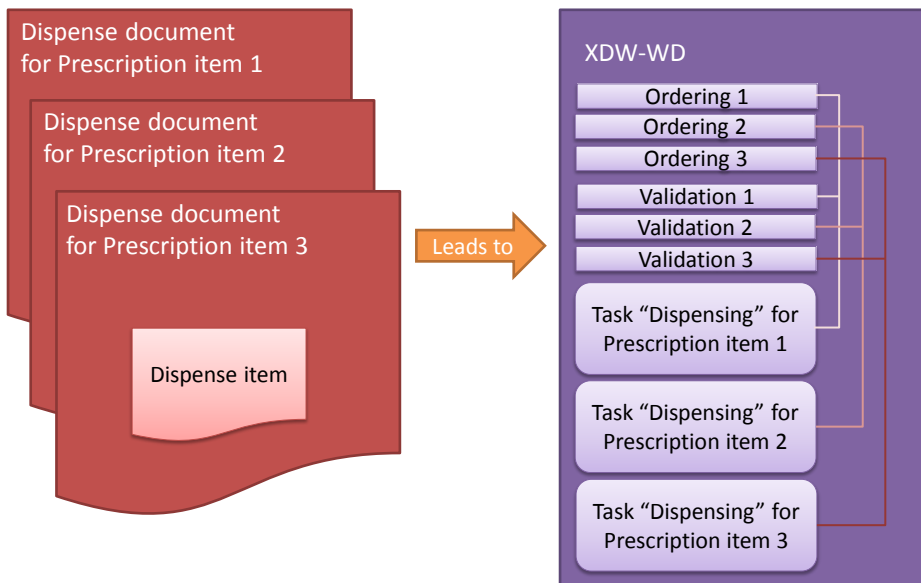 Dispense document
for Prescription item 1
Dispense document
for Prescription item 2
Dispense document
for Prescription item 3
Dispense item
Leads to
XDW-WD
Ordering 1
Ordering 2
Ordering 3
Validation 1
Validation 2
Validation 3
Task “Dispensing” for
Prescription item 1
Task “Dispensing” for
Prescription item 2
Task “Dispensing” for
Prescription item 3